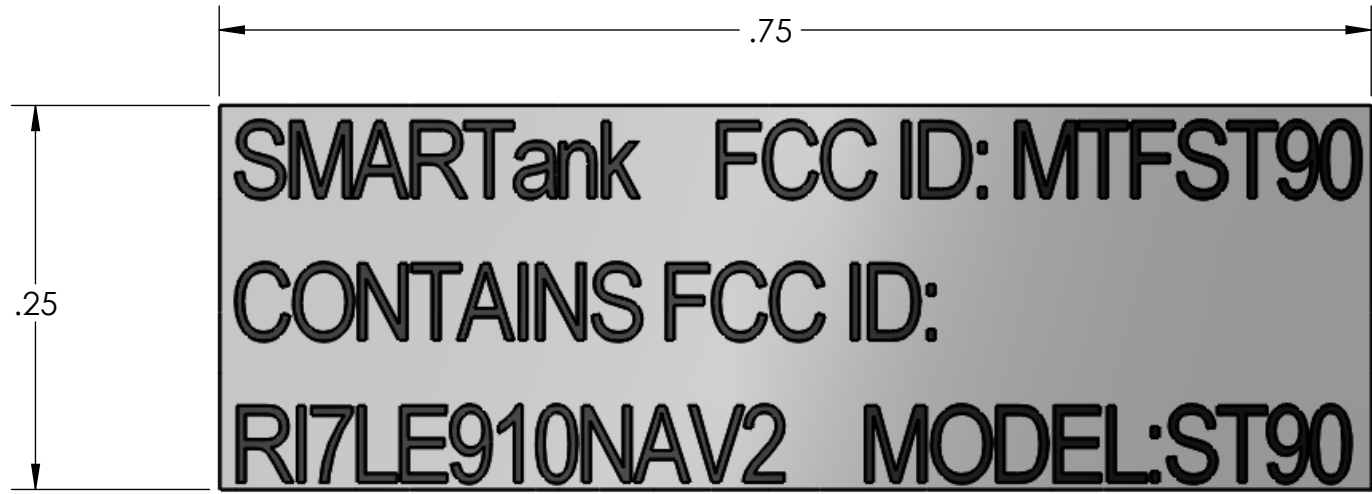 .75
SMARTank FCC ID: MTFST90
.25
CONTAINS FCC ID:
RI7LE910NAV2 MODEL:ST90